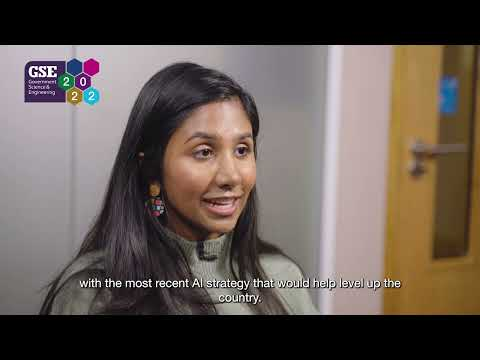 GSE
Government
Science &
Engineering
2
0
2
2
with the most recent AI strategy that would help level up the
country.